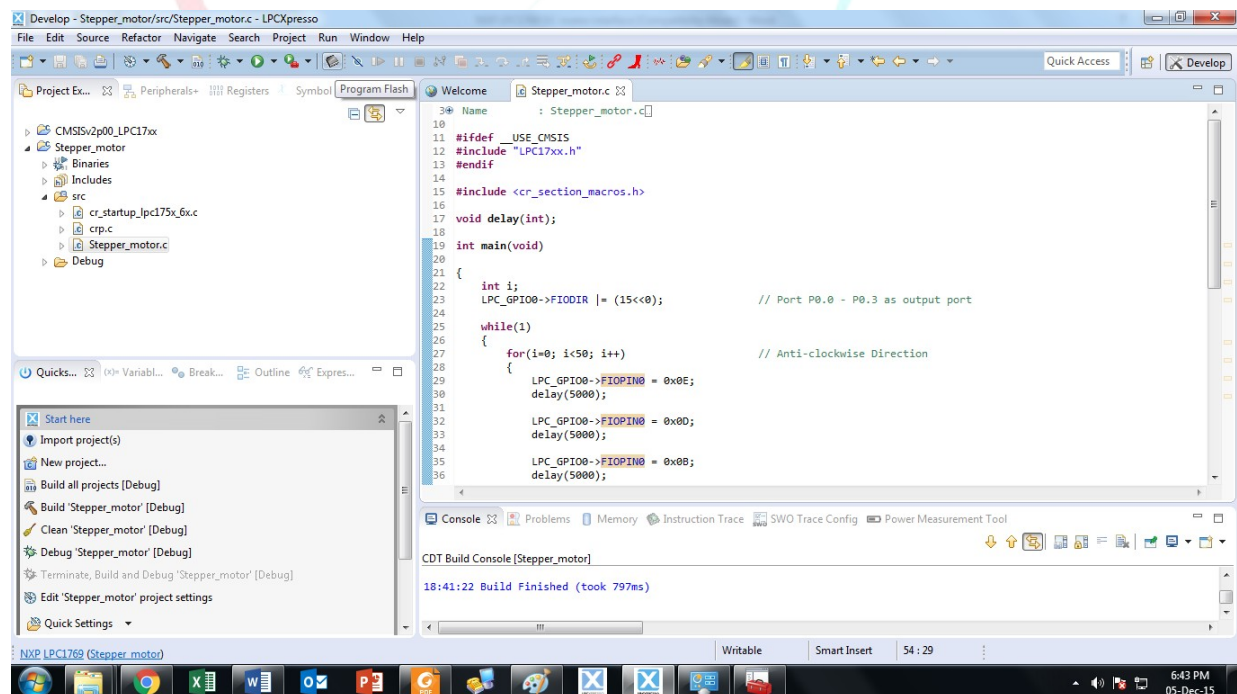 Develop - Stepper_motor/src/Stepper_motor.c - LPCXpresso
File Edit Source Refactor Navigate Search Project Run Window Help
Quick Access
Develop
Project Ex... Peripherals+ Registers Symbol
Program Flash
CMSISv2p00_LPC17xx
Stepper_motor
Binaries
Includes
src
cr_startup_lpc175x_6x.c
crp.c
Stepper_motor.c
Debug
Welcome Stepper_motor.c
3 Name : Stepper_motor.c
10
11 #ifdef __USE_CMSIS
12 #include "LPC17xx.h"
13 #endif
14
15 #include <cr_section_macros.h>
16
17 void delay(int);
18
19 int main(void)
20
21 {
22 int i;
23 LPC_GPIO0->FIODIR |= (15<<0); // Port P0.0 - P0.3 as output port
24
25 while(1)
26 {
27 for(i=0; i<50; i++) // Anti-clockwise Direction
28 {
29 LPC_GPIO0->FIOPIN0 = 0x0E;
30 delay(5000);
31
32 LPC_GPIO0->FIOPIN0 = 0x0D;
33 delay(5000);
34
35 LPC_GPIO0->FIOPIN0 = 0x0B;
36 delay(5000);
Quicks... (x)= Variabl... Break... Outline Expres...
Start here
Import project(s)
New project...
Build all projects [Debug]
Build 'Stepper_motor' [Debug]
Clean 'Stepper_motor' [Debug]
Debug 'Stepper_motor' [Debug]
Terminate, Build and Debug 'Stepper_motor' [Debug]
Edit 'Stepper_motor' project settings
Quick Settings
Console Problems Memory Instruction Trace SWO Trace Config Power Measurement Tool
CDT Build Console [Stepper_motor]
18:41:22 Build Finished (took 797ms)
NXP LPC1769 (Stepper_motor)
Writable Smart Insert 54 : 29
6:43 PM
05-Dec-15